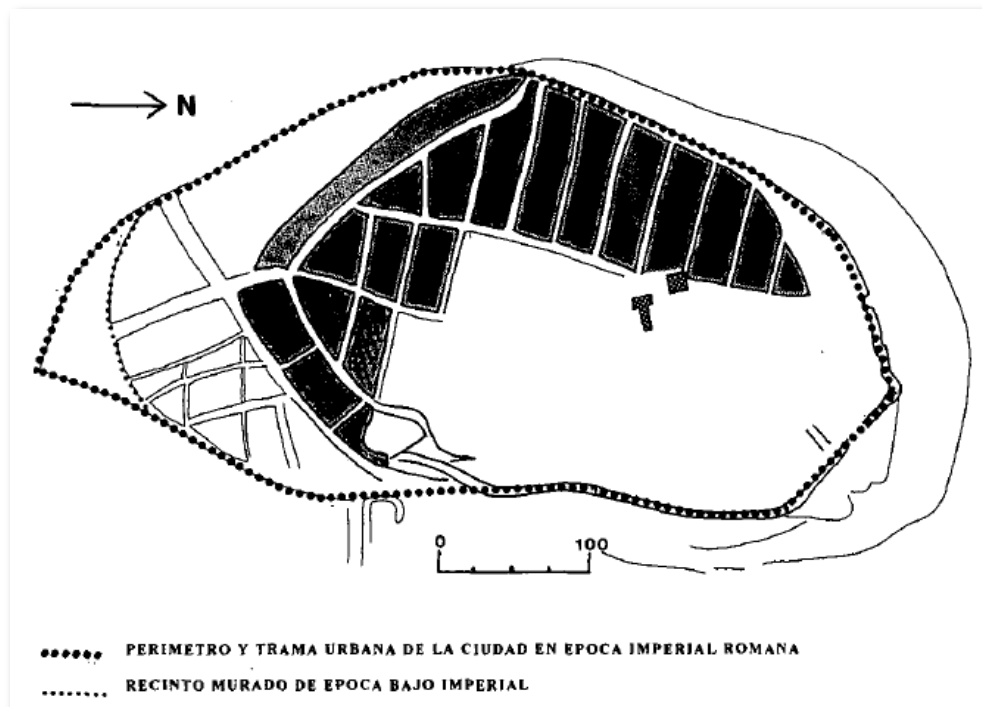 N
0 100
PERIMETRO Y TRAMA URBANA DE LA CIUDAD EN EPOCA IMPERIAL ROMANA
RECINTO MURADO DE EPOCA BAJO IMPERIAL